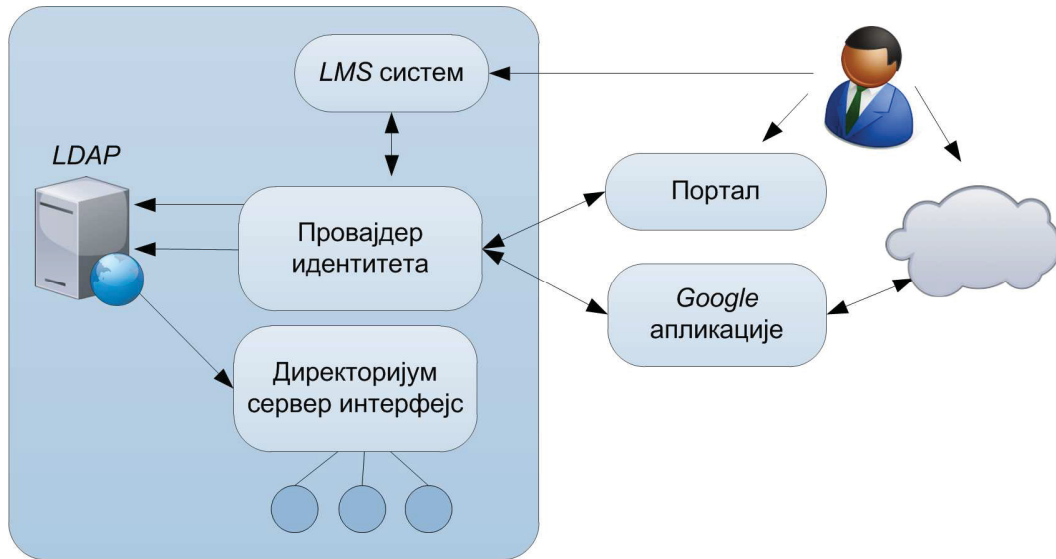 LMS систем
LDAP
Провајдер
идентитета
Портал
Google
апликације
Директоријум
сервер интерфејс